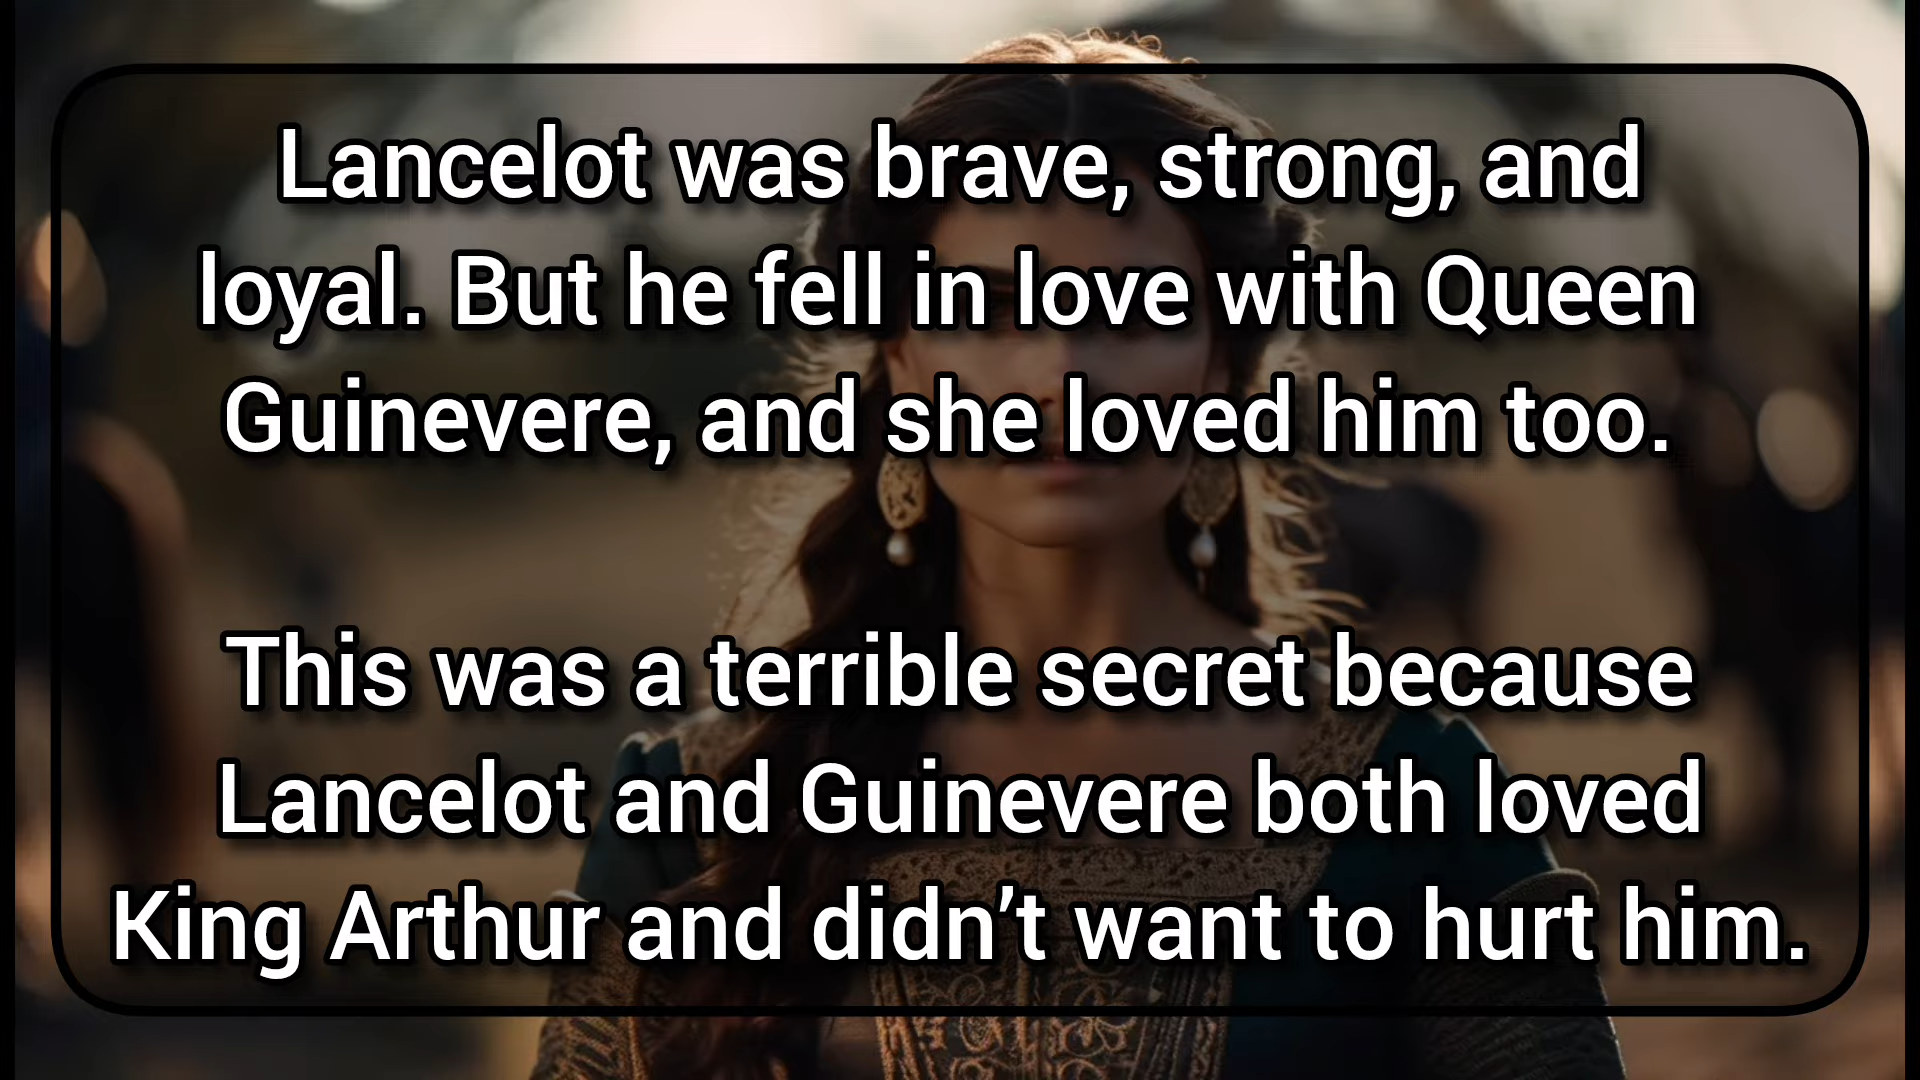 Lancelot was brave, strong, and
loyal. But he fell in love with Queen
Guinevere, and she loved him too.
This was a terrible secret because
Lancelot and Guinevere both loved
King Arthur and didn’t want to hurt him.